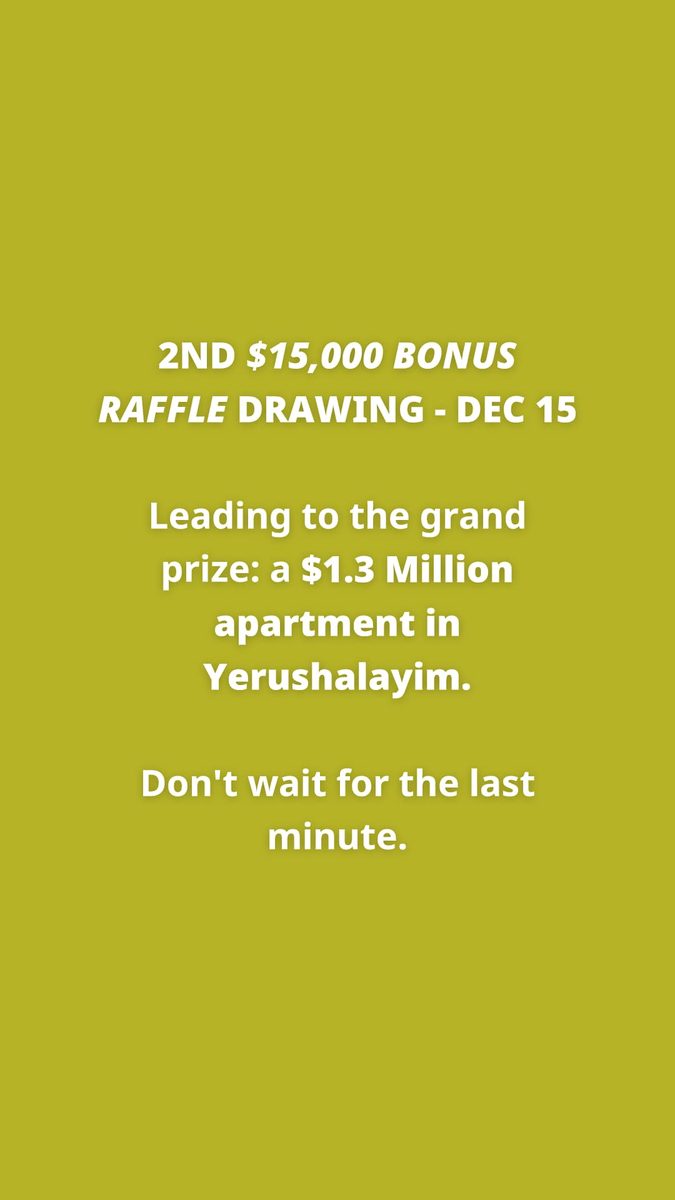 2ND $15,000 BONUS
RAFFLE DRAWING - DEC 15
Leading to the grand
prize: a $1.3 Million
apartment in
Yerushalayim.
Don't wait for the last
minute.